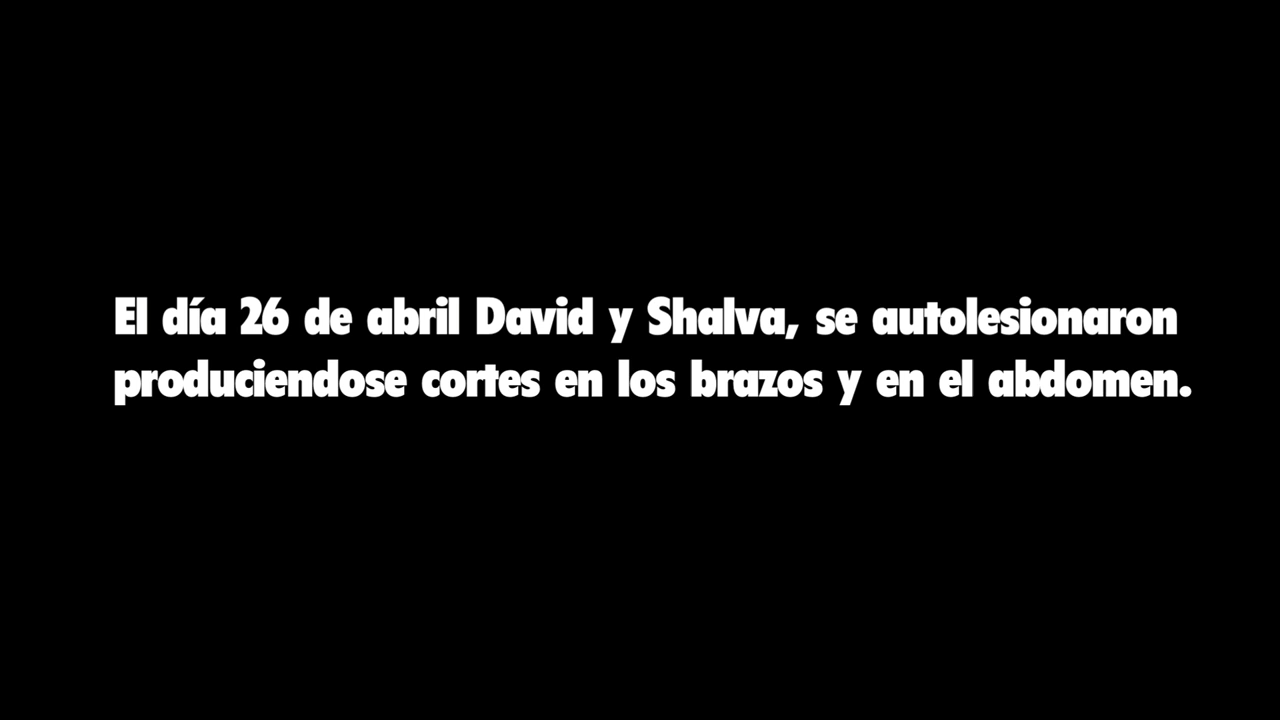 El día 26 de abril David y Shalva, se autolesionaron
produciendose cortes en los brazos y en el abdomen.